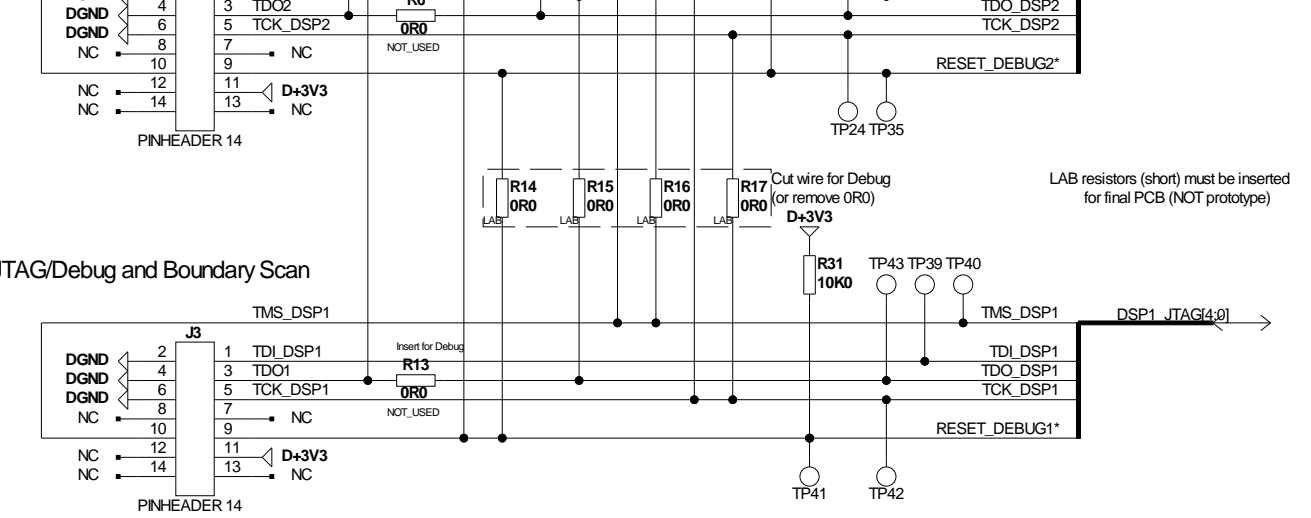 4 3 TDO2 R6 TDO_DSP2
DGND
6 5 TCK_DSP2 0R0 TCK_DSP2
DGND
8 7 NOT_USED
NC NC
10 9 RESET_DEBUG2*
12 11
NC D+3V3
14 13
NC NC
TP24 TP35
PINHEADER 14
R14 R15 R16 R17 Cut wire for Debug
0R0 0R0 0R0 0R0 (or remove 0R0)
LAB LAB LAB LAB
LAB resistors (short) must be inserted
for final PCB (NOT prototype)
D+3V3
JTAG/Debug and Boundary Scan
R31
10K0
TP43 TP39 TP40
TMS_DSP1 TMS_DSP1 DSP1_JTAG[4:0]
J3
2 1 TDI_DSP1 Insert for Debug TDI_DSP1
DGND
4 3 TDO1 R13 TDO_DSP1
DGND
6 5 TCK_DSP1 0R0 TCK_DSP1
DGND
8 7 NOT_USED
NC NC
10 9 RESET_DEBUG1*
12 11
NC D+3V3
14 13
NC NC
TP41 TP42
PINHEADER 14